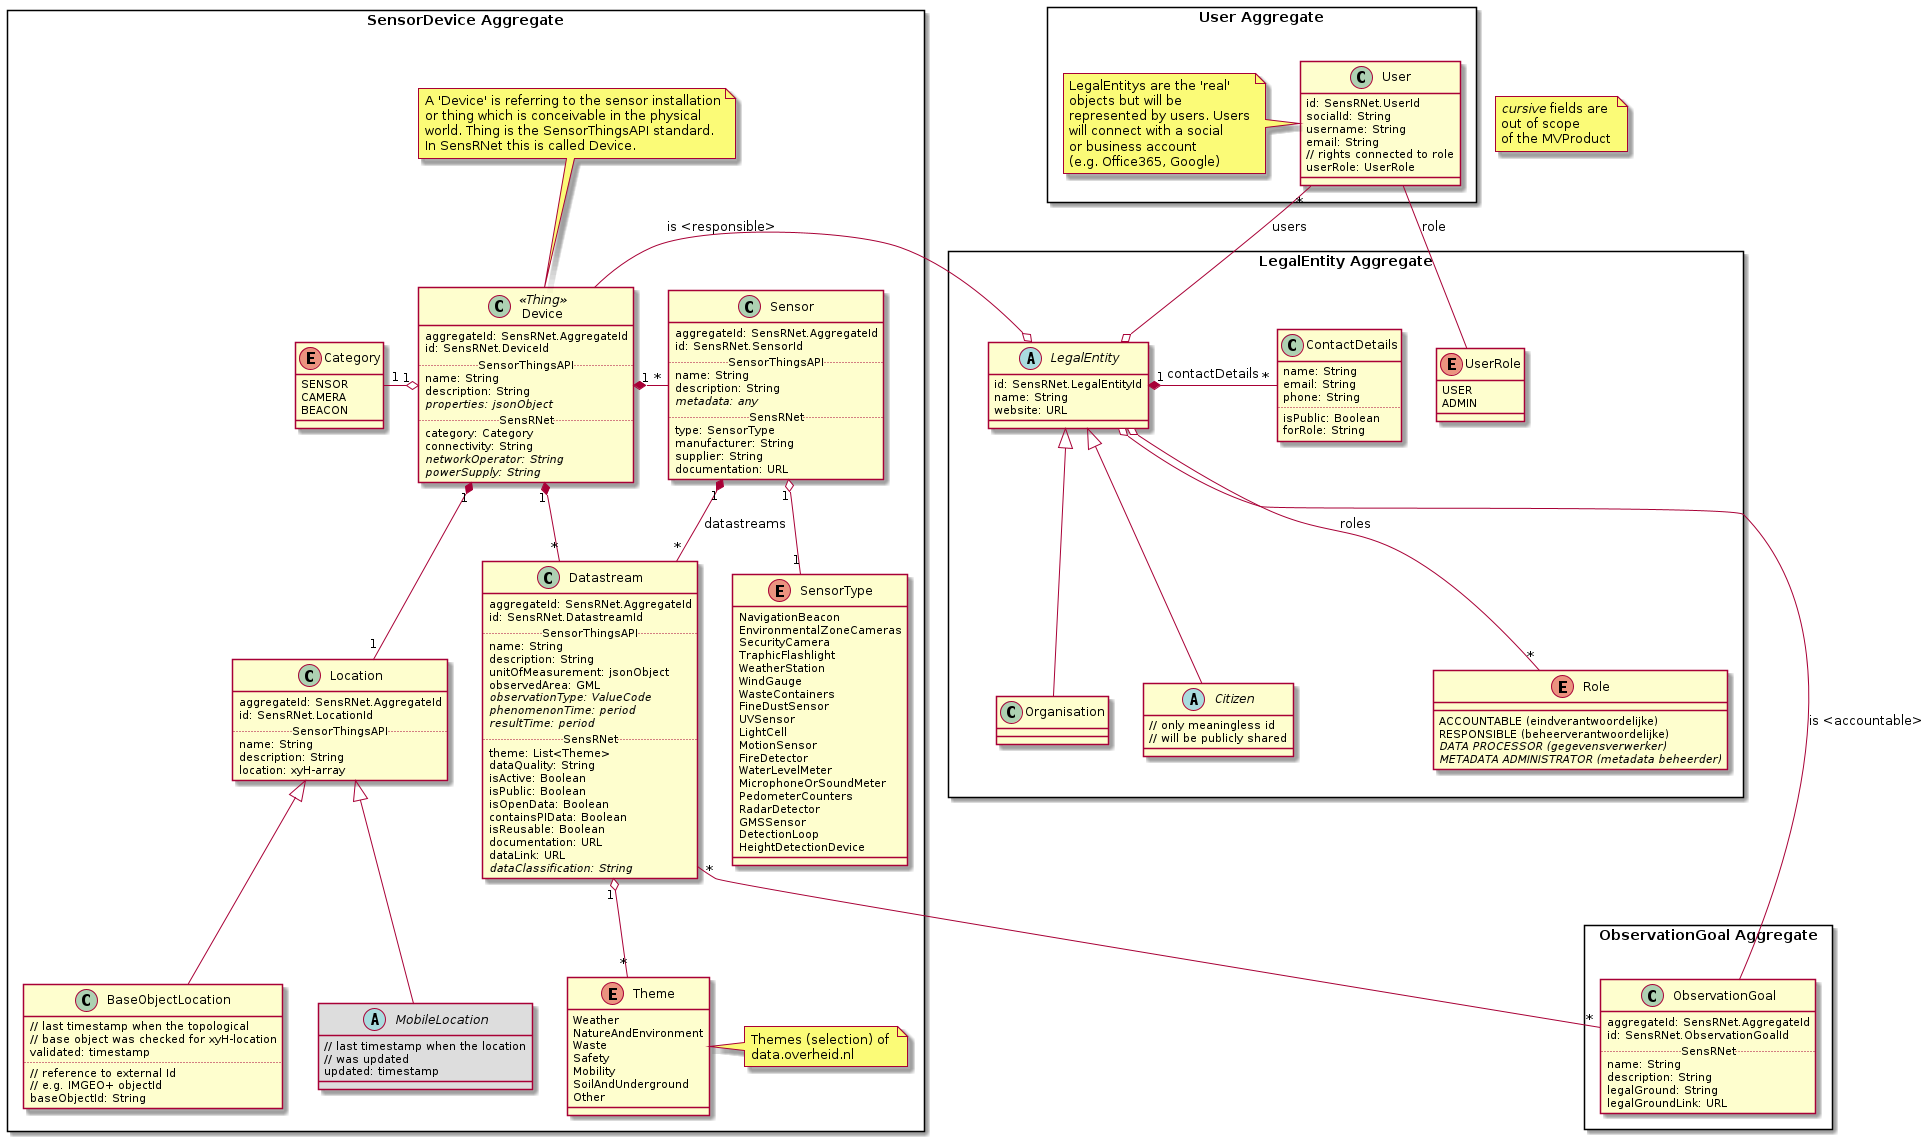 SensorDevice Aggregate
A 'Device' is referring to the sensor installation
or thing which is conceivable in the physical
world. Thing is the SensorThingsAPI standard.
In SensRNet this is called Device.
is <responsible>
E Category
SENSOR
CAMERA
BEACON
1 1
C «Thing»
Device
aggregateId: SensRNet.AggregateId
id: SensRNet.DeviceId
SensorThingsAPI
name: String
description: String
properties: jsonObject
SensRNet
category: Category
connectivity: String
networkOperator: String
powerSupply: String
1 *
C Sensor
aggregateId: SensRNet.AggregateId
id: SensRNet.SensorId
SensorThingsAPI
name: String
description: String
metadata: any
SensRNet
type: SensorType
manufacturer: String
supplier: String
documentation: URL
1
1
1
1
datastreams
*
*
1
1
C Datastream
aggregateId: SensRNet.AggregateId
id: SensRNet.DatastreamId
SensorThingsAPI
name: String
description: String
unitOfMeasurement: jsonObject
observedArea: GML
observationType: ValueCode
phenomenonTime: period
resultTime: period
SensRNet
theme: List<Theme>
dataQuality: String
isActive: Boolean
isPublic: Boolean
isOpenData: Boolean
containsPIData: Boolean
isReusable: Boolean
documentation: URL
dataLink: URL
dataClassification: String
E SensorType
NavigationBeacon
EnvironmentalZoneCameras
SecurityCamera
TraphicFlashlight
WeatherStation
WindGauge
WasteContainers
FineDustSensor
UVSensor
LightCell
MotionSensor
FireDetector
WaterLevelMeter
MicrophoneOrSoundMeter
PedometerCounters
RadarDetector
GMSSensor
DetectionLoop
HeightDetectionDevice
C Location
aggregateId: SensRNet.AggregateId
id: SensRNet.LocationId
SensorThingsAPI
name: String
description: String
location: xyH-array
C BaseObjectLocation
// last timestamp when the topological
// base object was checked for xyH-location
validated: timestamp
// reference to external Id
// e.g. IMGEO+ objectId
baseObjectId: String
A MobileLocation
// last timestamp when the location
// was updated
updated: timestamp
1
*
E Theme
Weather
NatureAndEnvironment
Waste
Safety
Mobility
SoilAndUnderground
Other
Themes (selection) of
data.overheid.nl
User Aggregate
LegalEntitys are the 'real'
objects but will be
represented by users. Users
will connect with a social
or business account
(e.g. Office365, Google)
C User
id: SensRNet.UserId
socialId: String
username: String
email: String
// rights connected to role
userRole: UserRole
cursive fields are
out of scope
of the MVProduct
*
users
role
LegalEntity Aggregate
A LegalEntity
id: SensRNet.LegalEntityId
name: String
website: URL
1 contactDetails *
C ContactDetails
name: String
email: String
phone: String
isPublic: Boolean
forRole: String
E UserRole
USER
ADMIN
roles
*
C Organisation
A Citizen
// only meaningless id
// will be publicly shared
E Role
ACCOUNTABLE (eindverantwoordelijke)
RESPONSIBLE (beheerverantwoordelijke)
DATA PROCESSOR (gegevensverwerker)
METADATA ADMINISTRATOR (metadata beheerder)
is <accountable>
*
*
ObservationGoal Aggregate
C ObservationGoal
aggregateId: SensRNet.AggregateId
id: SensRNet.ObservationGoalId
SensRNet
name: String
description: String
legalGround: String
legalGroundLink: URL